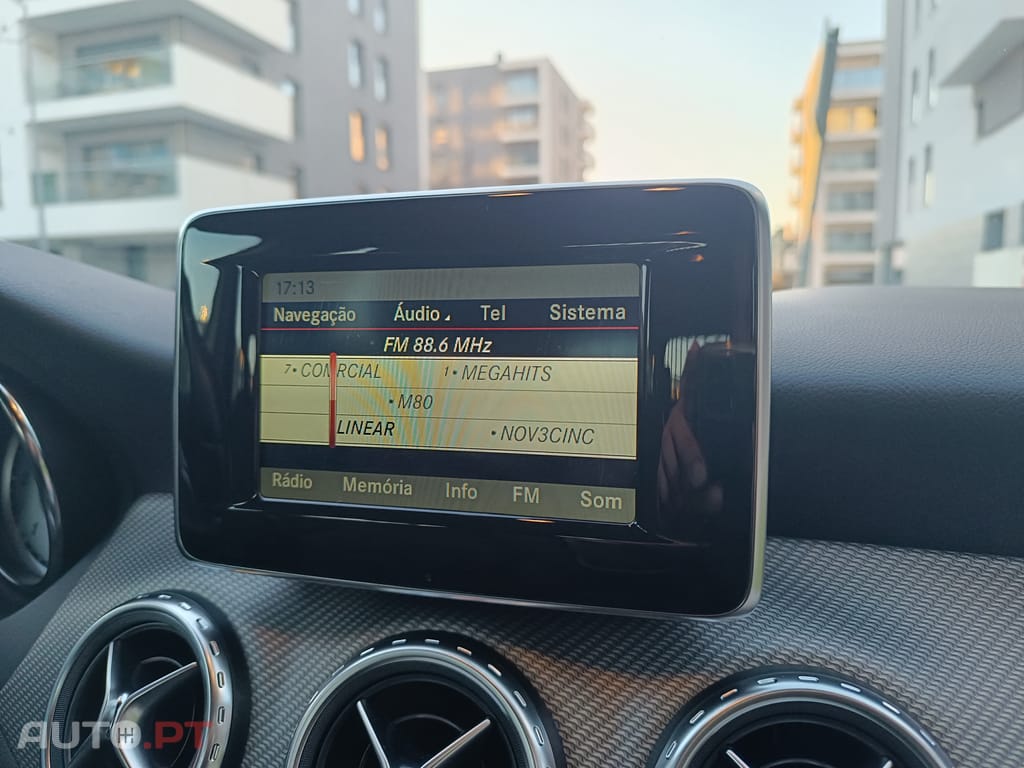 17:13
Navegação Áudio Tel Sistema
FM 88.6 MHz
7 • COMRCIAL 1 • MEGAHITS
• M80
LINEAR • NOV3CINC
Rádio Memória Info FM Som
AUTO.PT